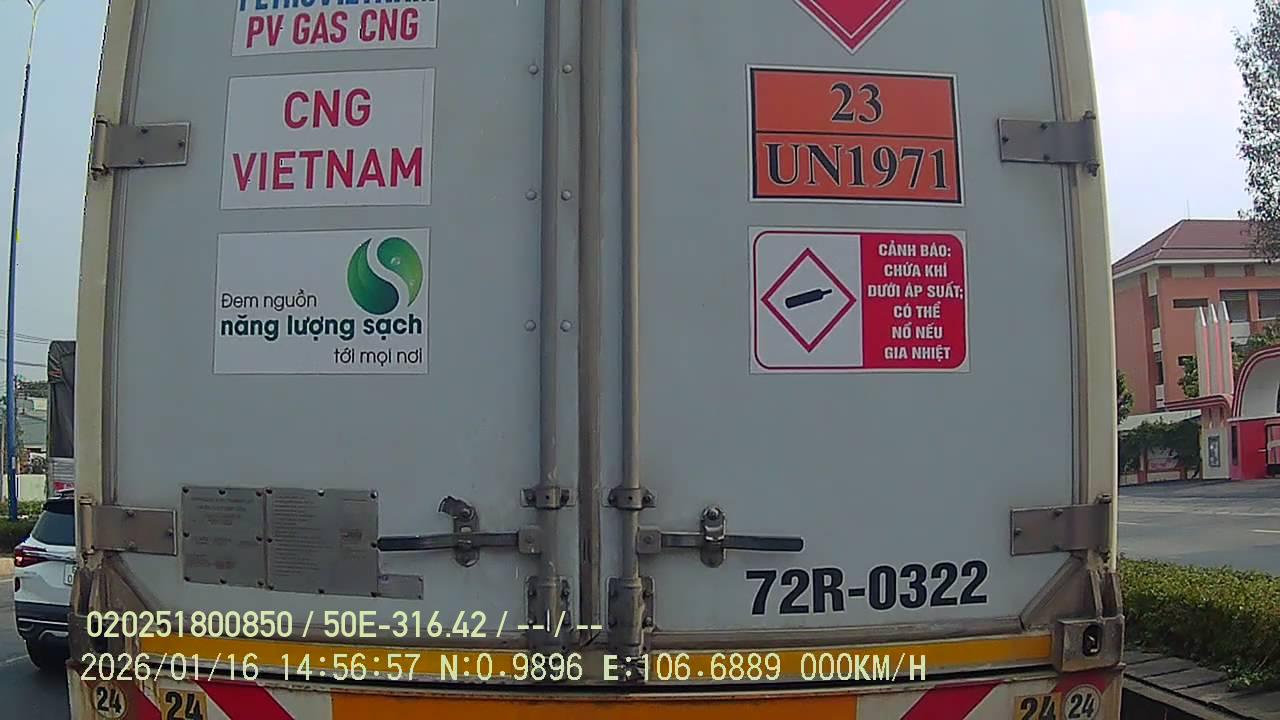 PETROVIETNAM
PV GAS CNG
CNG
VIETNAM
Đem nguồn
năng lượng sạch
tới mọi nơi
23
UN1971
CẢNH BÁO:
CHỨA KHÍ
DƯỚI ÁP SUẤT;
CÓ THỂ
NỔ NẾU
GIA NHIỆT
72R-0322
020251800850 / 50E-316.42 / -- / --
2026/01/16 14:56:57 N:0.9896 E:106.6889 000KM/H
24
24
24
24